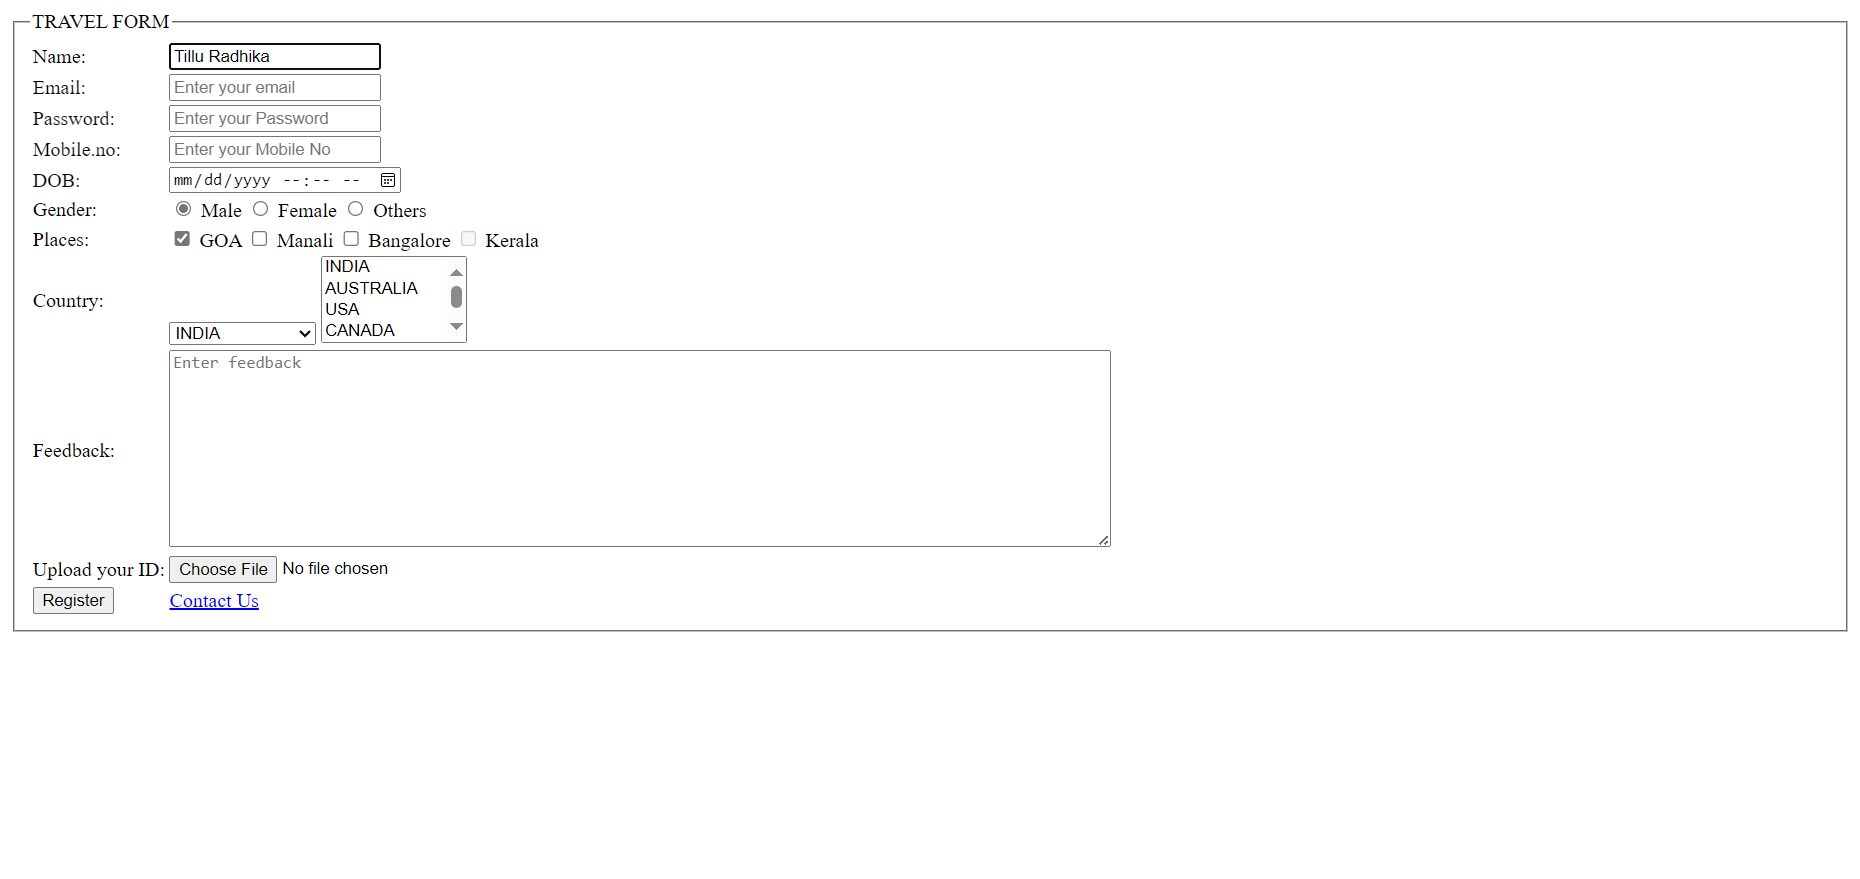 TRAVEL FORM
Name: Tillu Radhika
Email: Enter your email
Password: Enter your Password
Mobile.no: Enter your Mobile No
DOB: mm/dd/yyyy --:-- --
Gender: Male Female Others
Places: GOA Manali Bangalore Kerala
Country: INDIA
INDIA
AUSTRALIA
USA
CANADA
Feedback: Enter feedback
Upload your ID: Choose File No file chosen
Register Contact Us